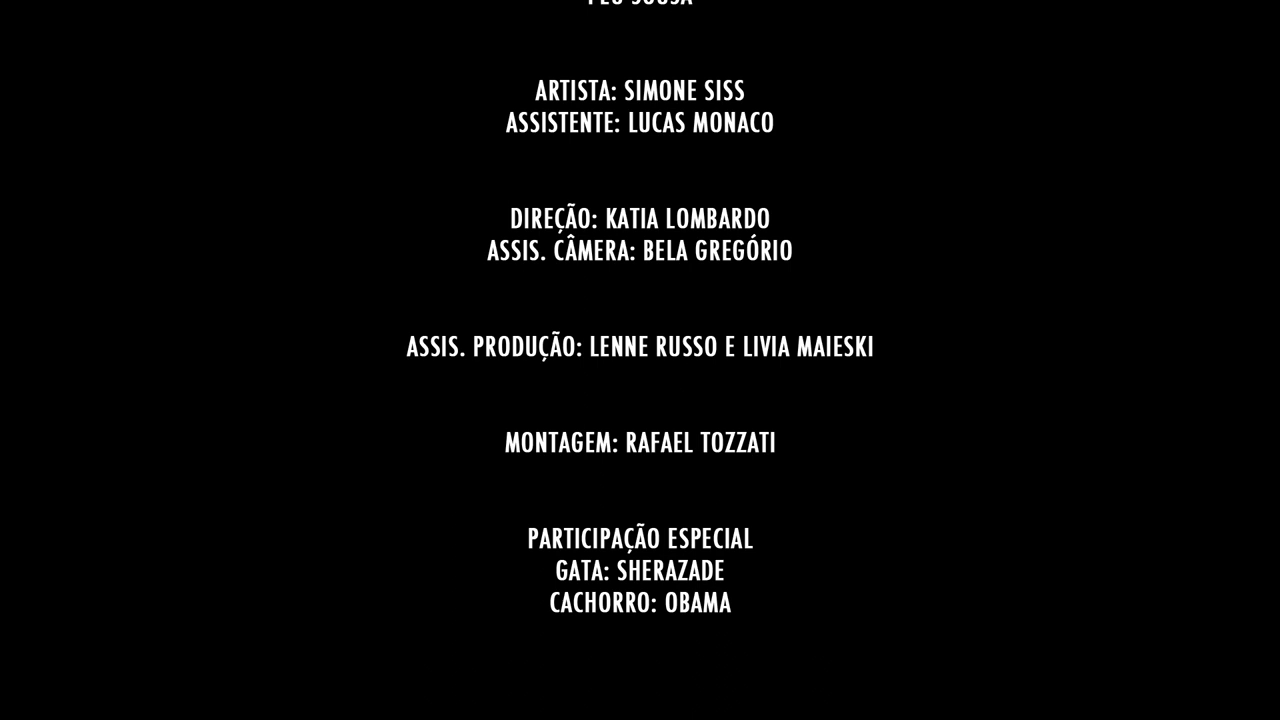 ARTISTA: SIMONE SISS
ASSISTENTE: LUCAS MONACO
DIREÇÃO: KATIA LOMBARDO
ASSIS. CÂMERA: BELA GREGÓRIO
ASSIS. PRODUÇÃO: LENNE RUSSO E LIVIA MAIESKI
MONTAGEM: RAFAEL TOZZATI
PARTICIPAÇÃO ESPECIAL
GATA: SHERAZADE
CACHORRO: OBAMA